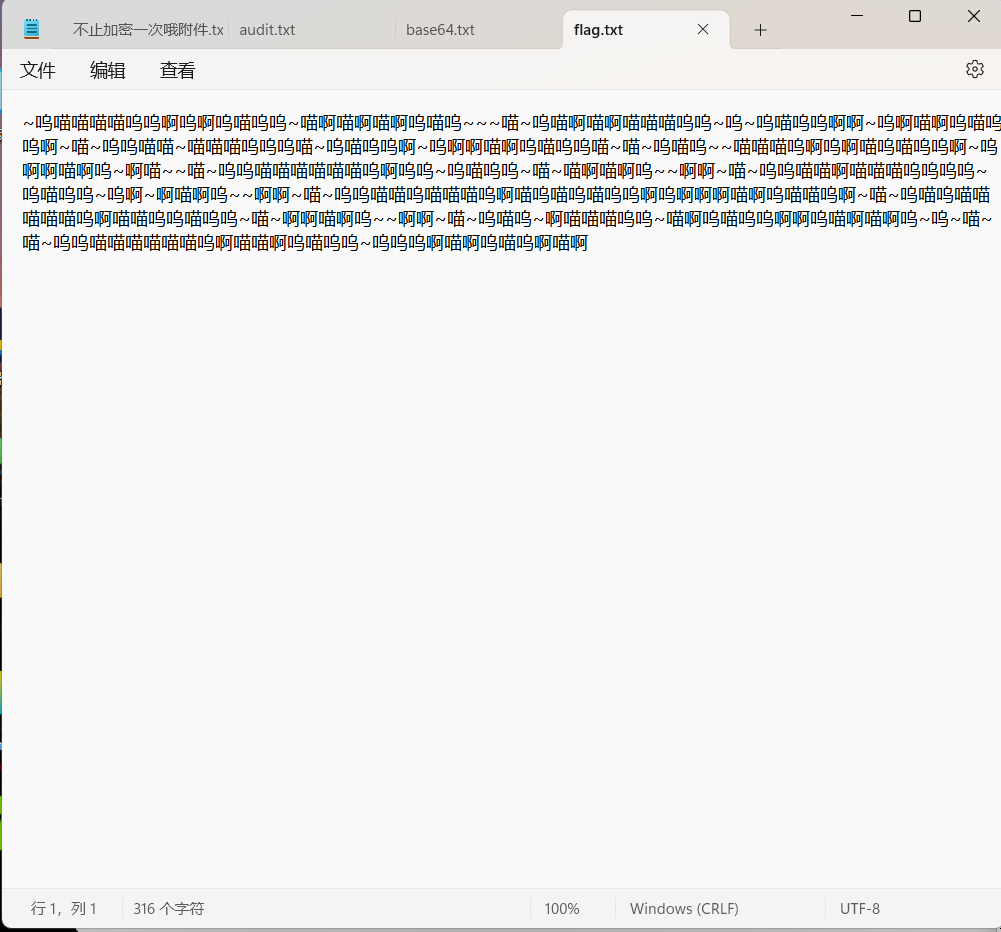 不止加密一次哦附件.tx audit.txt base64.txt flag.txt
文件 编辑 查看
~呜喵喵喵喵呜呜啊呜啊呜喵呜呜~喵啊喵啊喵啊呜喵呜~~~喵~呜喵啊喵啊喵喵喵呜呜~呜~呜喵呜呜啊啊~呜啊喵啊呜喵呜
呜啊~喵~呜呜喵喵~喵喵喵呜呜呜喵~呜喵呜呜啊~呜啊啊喵啊呜喵呜呜喵~喵~呜喵呜~~喵喵喵呜啊呜啊喵呜喵呜呜啊~呜
啊啊喵啊呜~啊喵~~喵~呜呜喵喵喵喵喵喵呜啊呜呜~呜喵呜呜~喵~喵啊喵啊呜~~啊啊~喵~呜呜喵喵啊喵喵喵呜呜呜呜~
呜喵呜呜~呜啊~啊喵啊呜~~啊啊~喵~呜呜喵喵呜喵喵喵呜啊喵呜喵呜喵呜呜啊呜啊啊啊喵啊呜喵喵呜啊~喵~呜喵呜喵喵
喵喵喵呜啊喵喵呜呜喵呜呜~喵~啊啊喵啊呜~~啊啊~喵~呜喵呜~啊喵喵喵呜呜~喵啊呜喵呜呜啊啊呜喵啊喵啊呜~呜~喵~
喵~呜呜喵喵喵喵喵喵呜啊喵喵啊呜喵呜呜~呜呜呜啊喵啊呜喵呜啊喵啊
行 1，列 1 316 个字符 100% Windows (CRLF) UTF-8